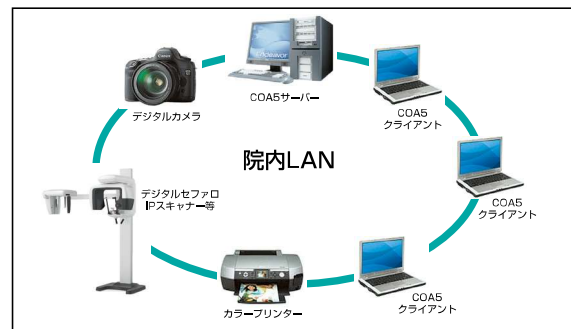 デジタルカメラ
COA5サーバー
COA5
クライアント
院内LAN
デジタルセファロ
IPスキャナー等
COA5
クライアント
カラープリンター
COA5
クライアント